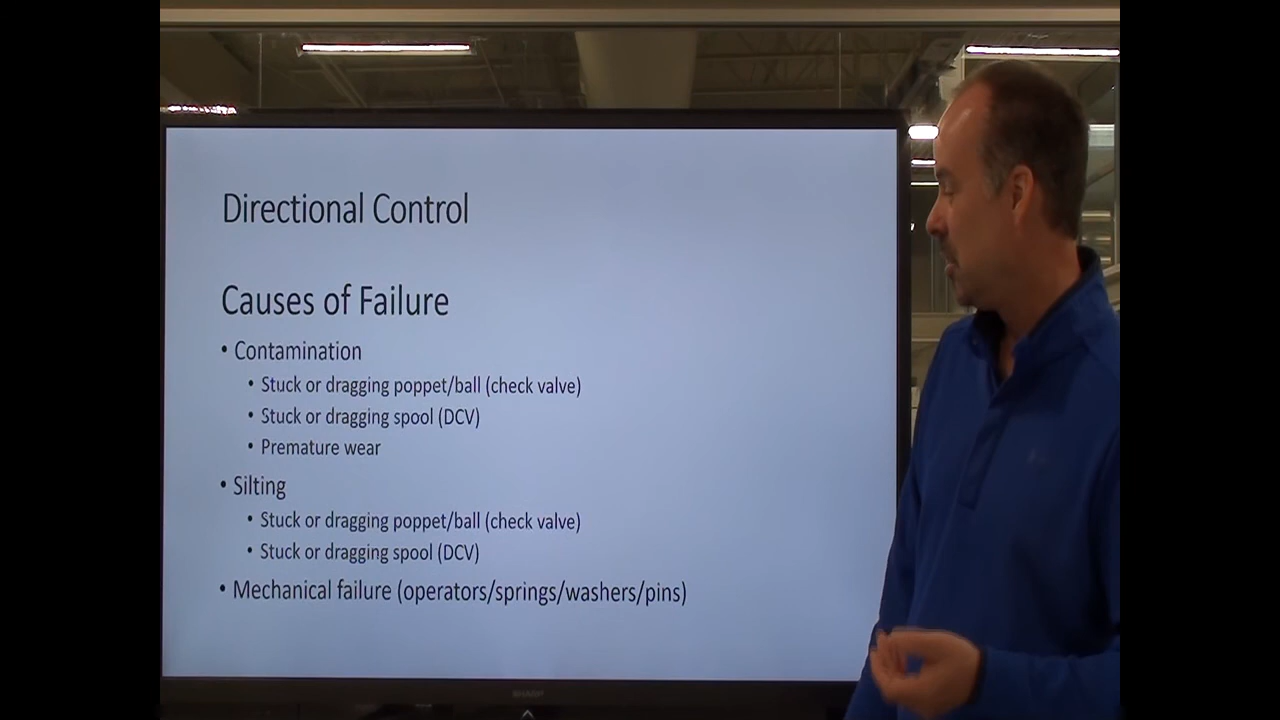 Directional Control
Causes of Failure
• Contamination
• Stuck or dragging poppet/ball (check valve)
• Stuck or dragging spool (DCV)
• Premature wear
• Silting
• Stuck or dragging poppet/ball (check valve)
• Stuck or dragging spool (DCV)
• Mechanical failure (operators/springs/washers/pins)
SHARP